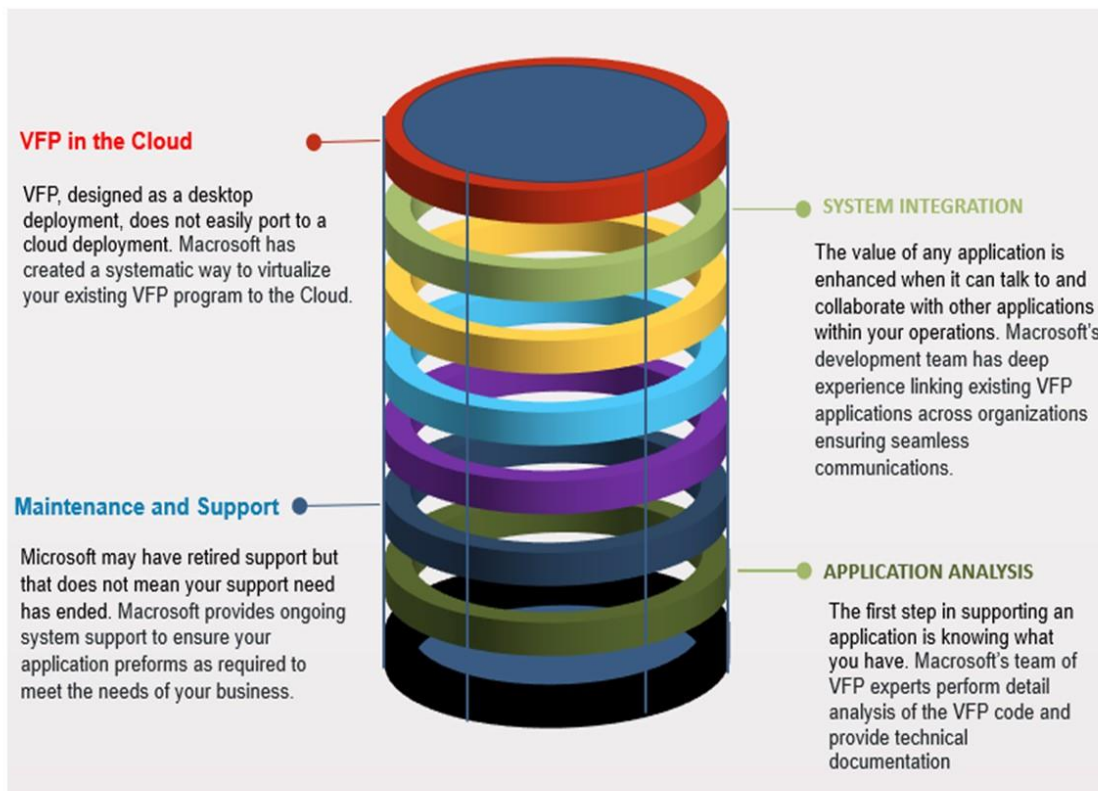 VFP in the Cloud
VFP, designed as a desktop
deployment, does not easily port to a
cloud deployment. Macrosoft has
created a systematic way to virtualize
your existing VFP program to the Cloud.
SYSTEM INTEGRATION
The value of any application is
enhanced when it can talk to and
collaborate with other applications
within your operations. Macrosoft's
development team has deep
experience linking existing VFP
applications across organizations
ensuring seamless
communications.
Maintenance and Support
Microsoft may have retired support but
that does not mean your support need
has ended. Macrosoft provides ongoing
system support to ensure your
application preforms as required to
meet the needs of your business.
APPLICATION ANALYSIS
The first step in supporting an
application is knowing what
you have. Macrosoft's team of
VFP experts perform detail
analysis of the VFP code and
provide technical
documentation